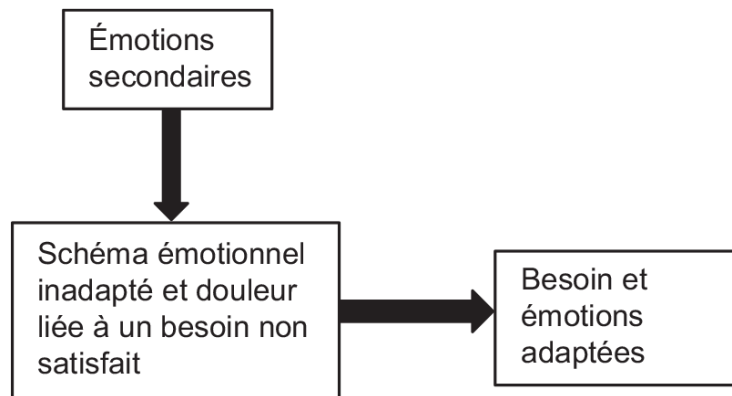 Émotions
secondaires
Schéma émotionnel
inadapté et douleur
liée à un besoin non
satisfait
Besoin et
émotions
adaptées